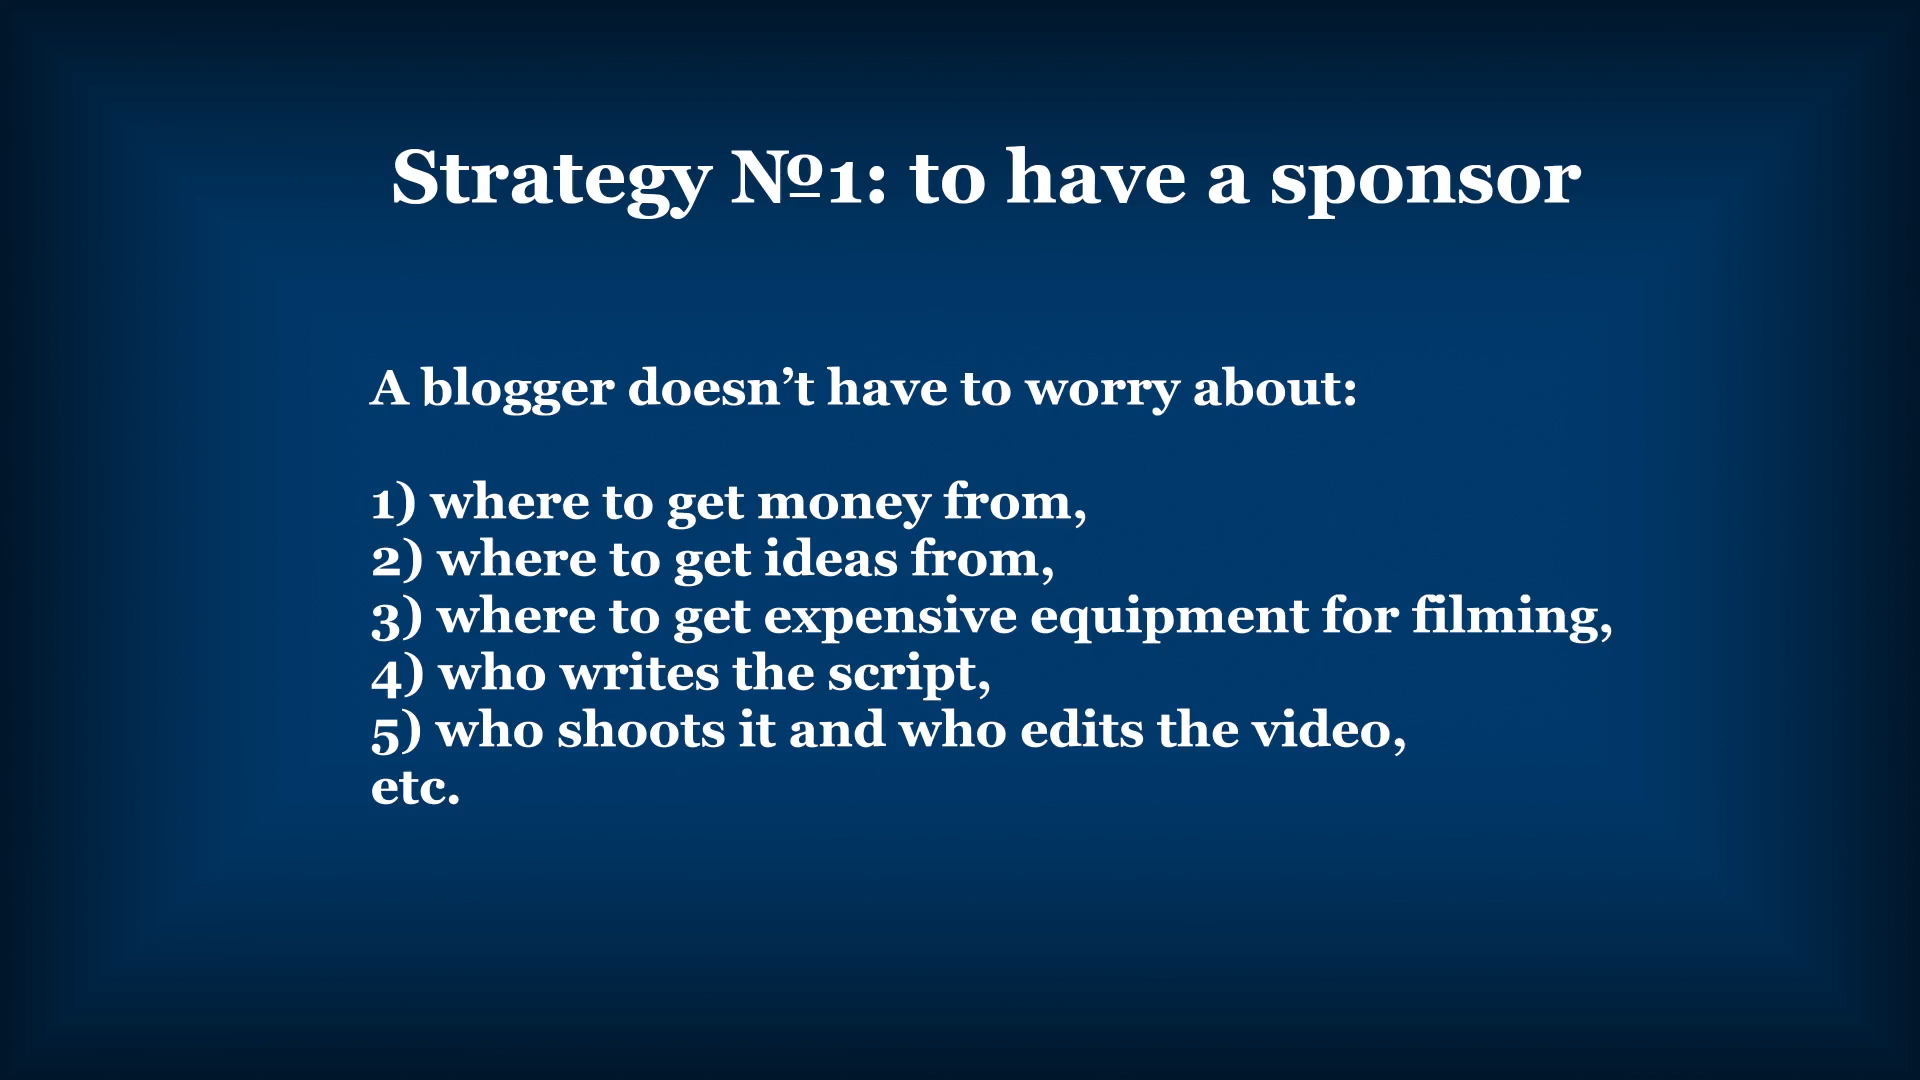 Strategy №1: to have a sponsor
A blogger doesn’t have to worry about:
1) where to get money from,
2) where to get ideas from,
3) where to get expensive equipment for filming,
4) who writes the script,
5) who shoots it and who edits the video,
etc.